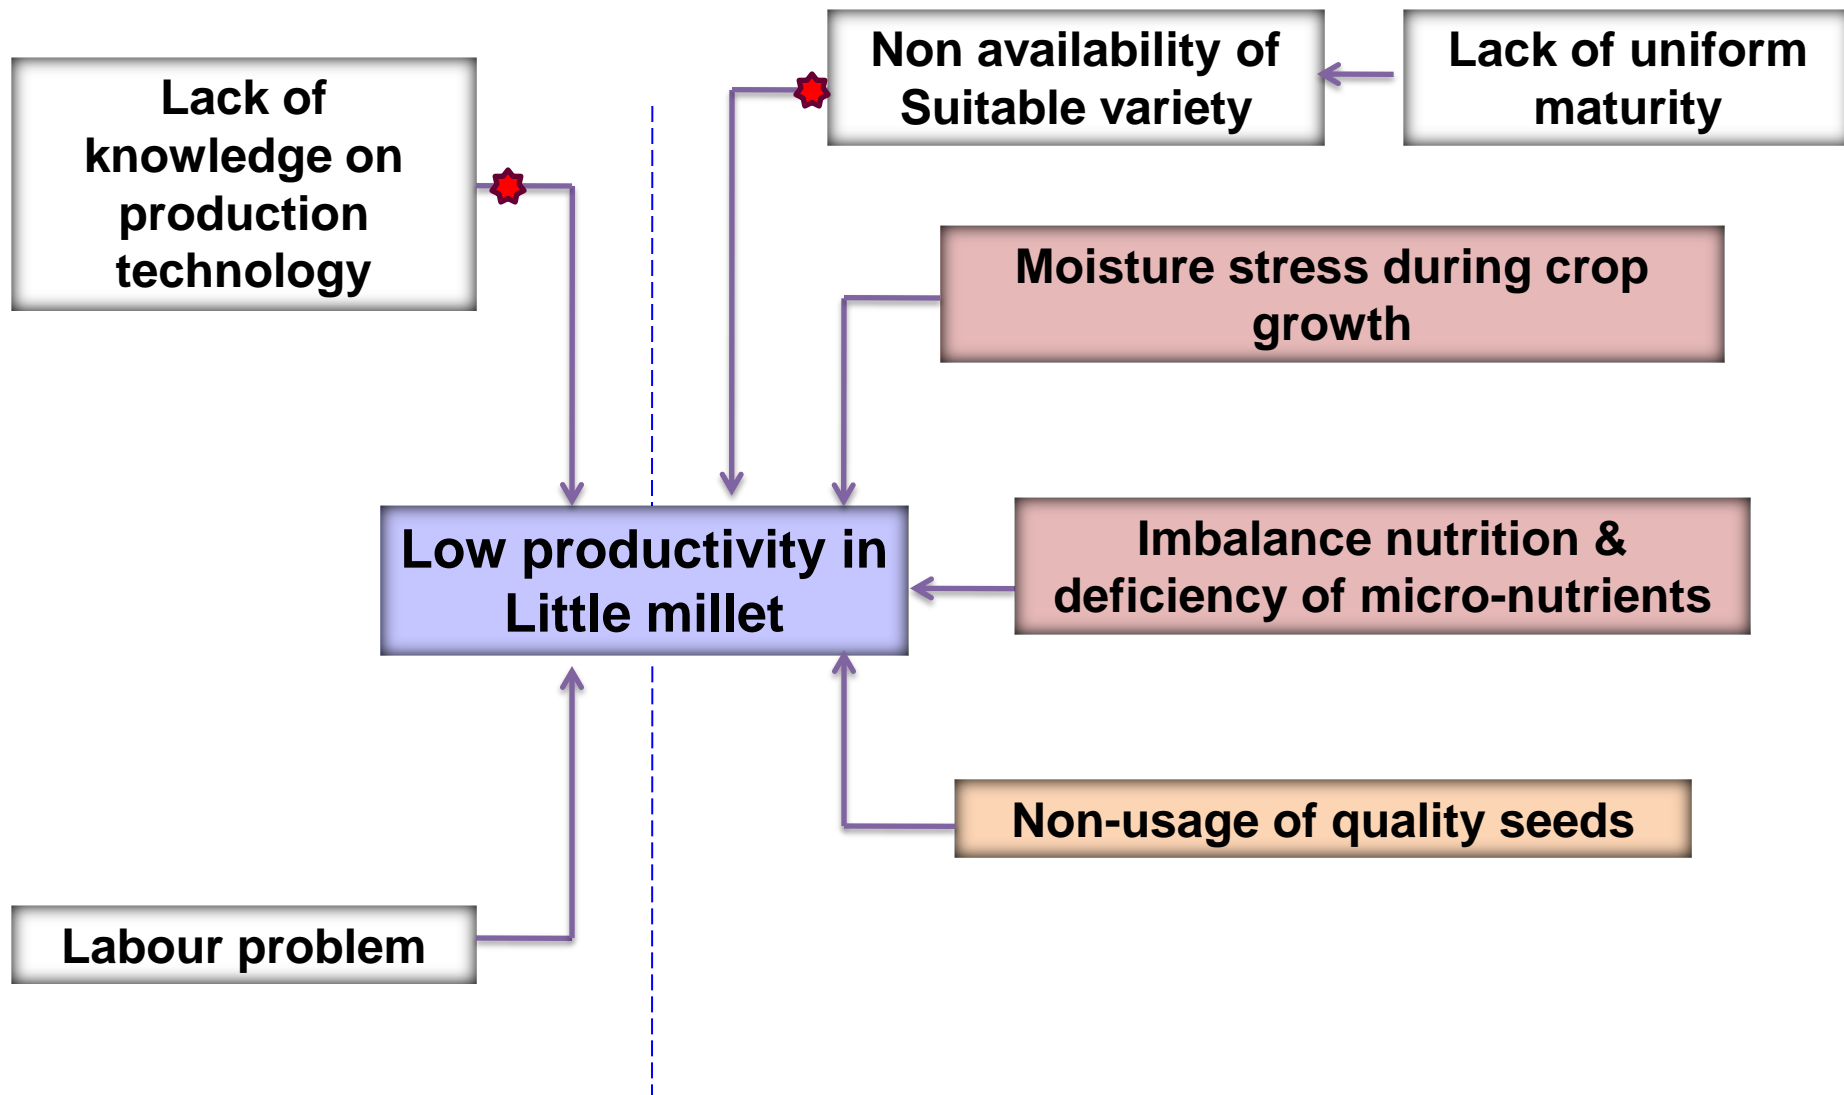 Lack of
knowledge on
production
technology
Non availability of
Suitable variety
Lack of uniform
maturity
Moisture stress during crop
growth
Low productivity in
Little millet
Imbalance nutrition &
deficiency of micro-nutrients
Non-usage of quality seeds
Labour problem